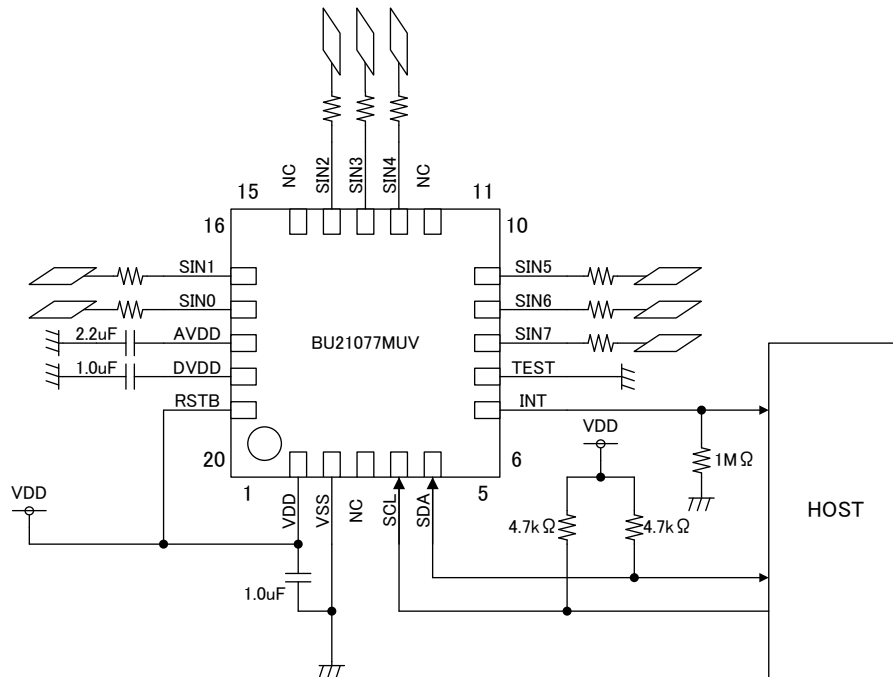 NC
SIN2
SIN3
SIN4
NC
15
11
16
10
SIN1
SIN5
SIN0
SIN6
2.2uF
AVDD
BU21077MUV
SIN7
1.0uF
DVDD
TEST
RSTB
INT
20
6
1
5
VDD
VSS
NC
SCL
SDA
VDD
VDD
1MΩ
4.7kΩ
4.7kΩ
HOST
1.0uF